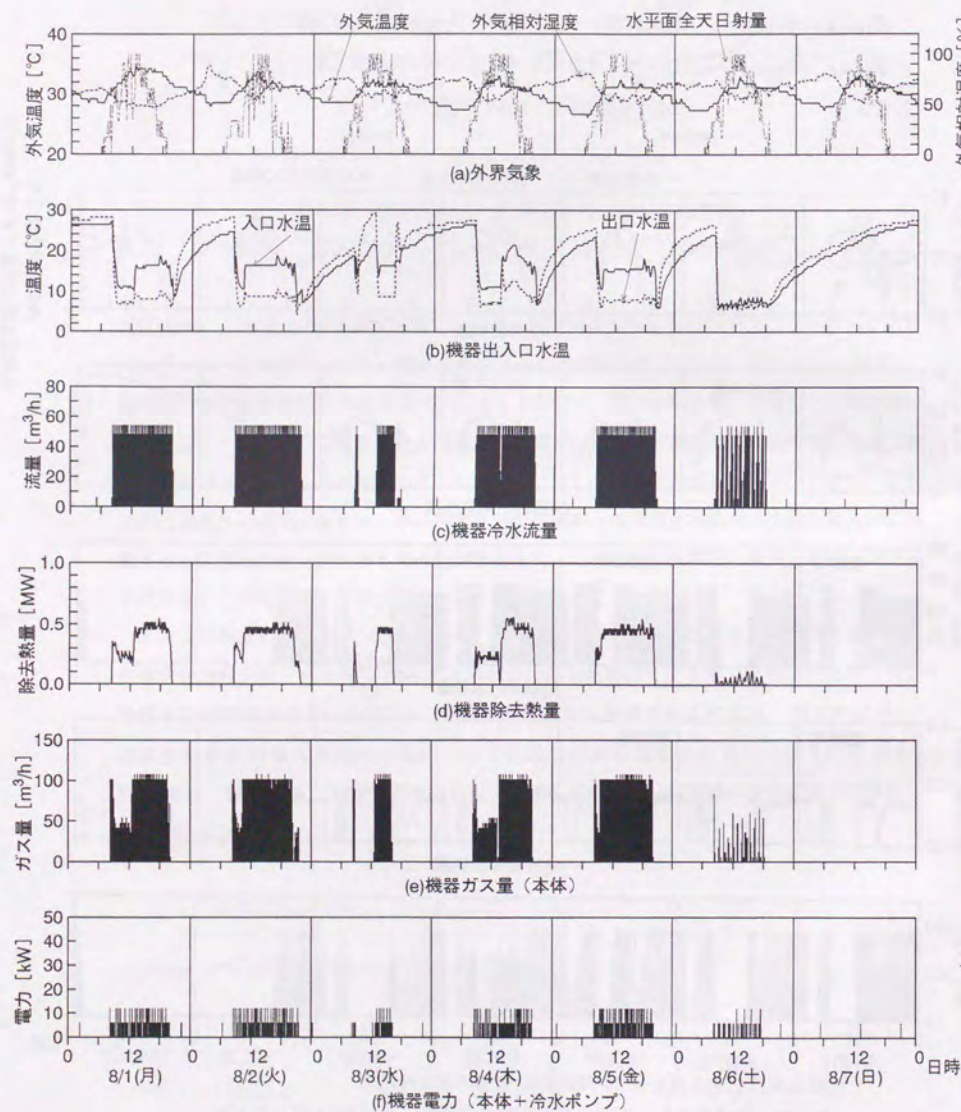 外気温度 外気相対湿度 水平面全天日射量
外気温度 [℃]
40
30
20
100
50
0
(a)外界気象
温度 [℃]
30
20
10
0
入口水温
出口水温
(b)機器出入口水温
流量 [m³/h]
80
60
40
20
0
(c)機器冷水流量
除去熱量 [MW]
1.0
0.5
0.0
(d)機器除去熱量
ガス量 [m³/h]
150
100
50
0
(e)機器ガス量（本体）
電力 [kW]
50
40
30
20
10
0
0 12 0 12 0 12 0 12 0 12 0 12 0 12 0 日時
8/1(月) 8/2(火) 8/3(水) 8/4(木) 8/5(金) 8/6(土) 8/7(日)
(f)機器電力（本体+冷水ポンプ）